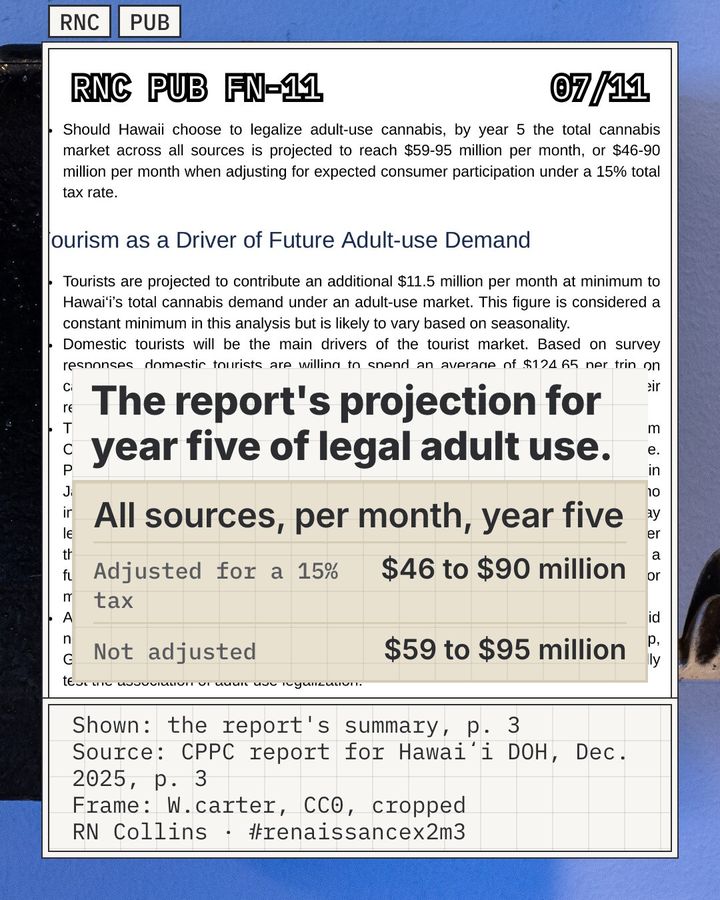 RNC PUB
RNC PUB FN-11 07/11
• Should Hawaii choose to legalize adult-use cannabis, by year 5 the total cannabis
market across all sources is projected to reach $59-95 million per month, or $46-90
million per month when adjusting for expected consumer participation under a 15% total
tax rate.
ourism as a Driver of Future Adult-use Demand
• Tourists are projected to contribute an additional $11.5 million per month at minimum to
Hawaiʻi’s total cannabis demand under an adult-use market. This figure is considered a
constant minimum in this analysis but is likely to vary based on seasonality.
• Domestic tourists will be the main drivers of the tourist market. Based on survey
responses, domestic tourists are willing to spend an average of $124.65 per trip on
The report's projection for
year five of legal adult use.
All sources, per month, year five
Adjusted for a 15% $46 to $90 million
tax
Not adjusted $59 to $95 million
test the association of adult-use legalization.
Shown: the report's summary, p. 3
Source: CPPC report for Hawaiʻi DOH, Dec.
2025, p. 3
Frame: W.carter, CC0, cropped
RN Collins · #renaissancex2m3